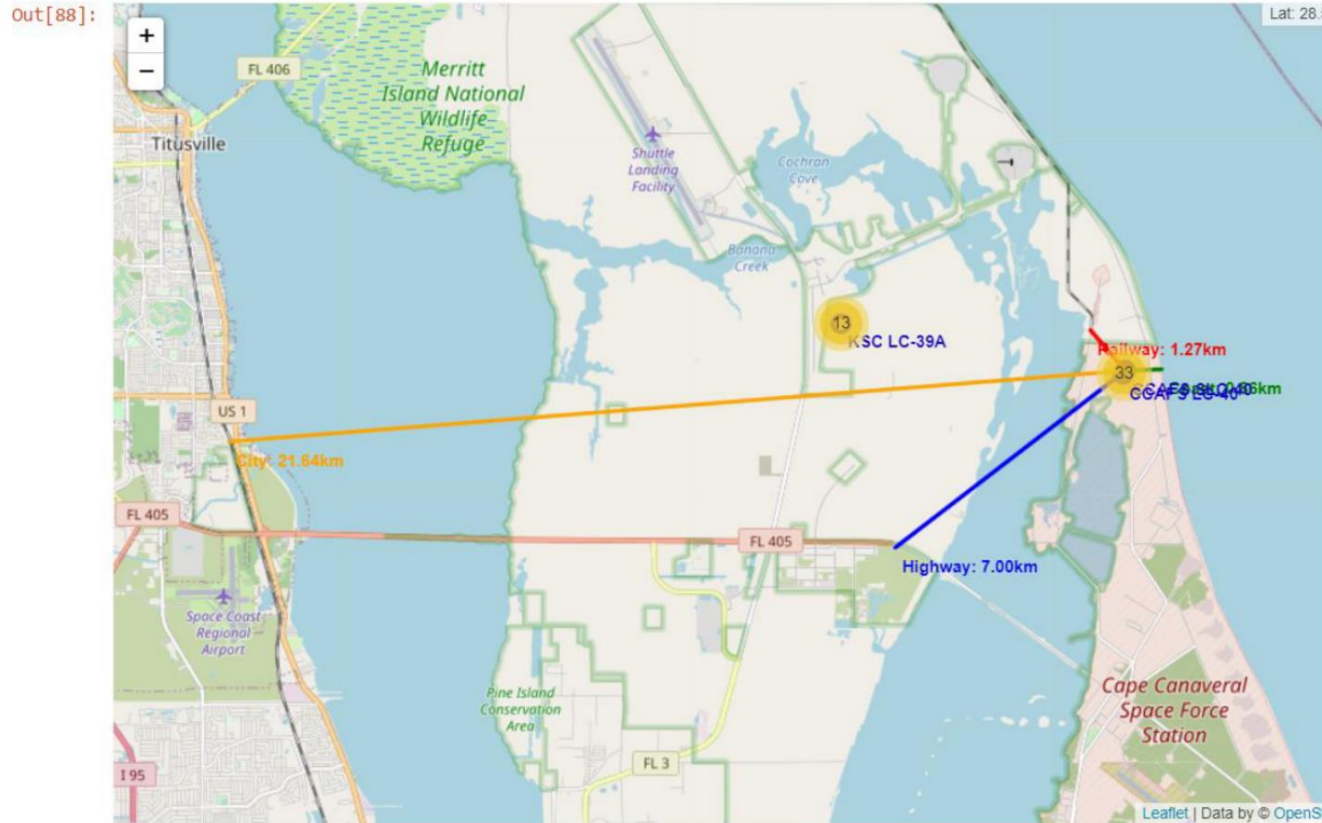 Out[88]:
+
−
Lat: 28.
FL 406
Merritt
Island National
Wildlife
Refuge
Titusville
Shuttle
Landing
Facility
Cochran
Cove
Banana
Creek
13
KSC LC-39A
Railway: 1.27km
33
CCAFS LC-40
US 1
City: 21.64km
FL 405
FL 405
Highway: 7.00km
Space Coast
Regional
Airport
Pine Island
Conservation
Area
Cape Canaveral
Space Force
Station
FL 3
I 95
Leaflet | Data by © OpenS